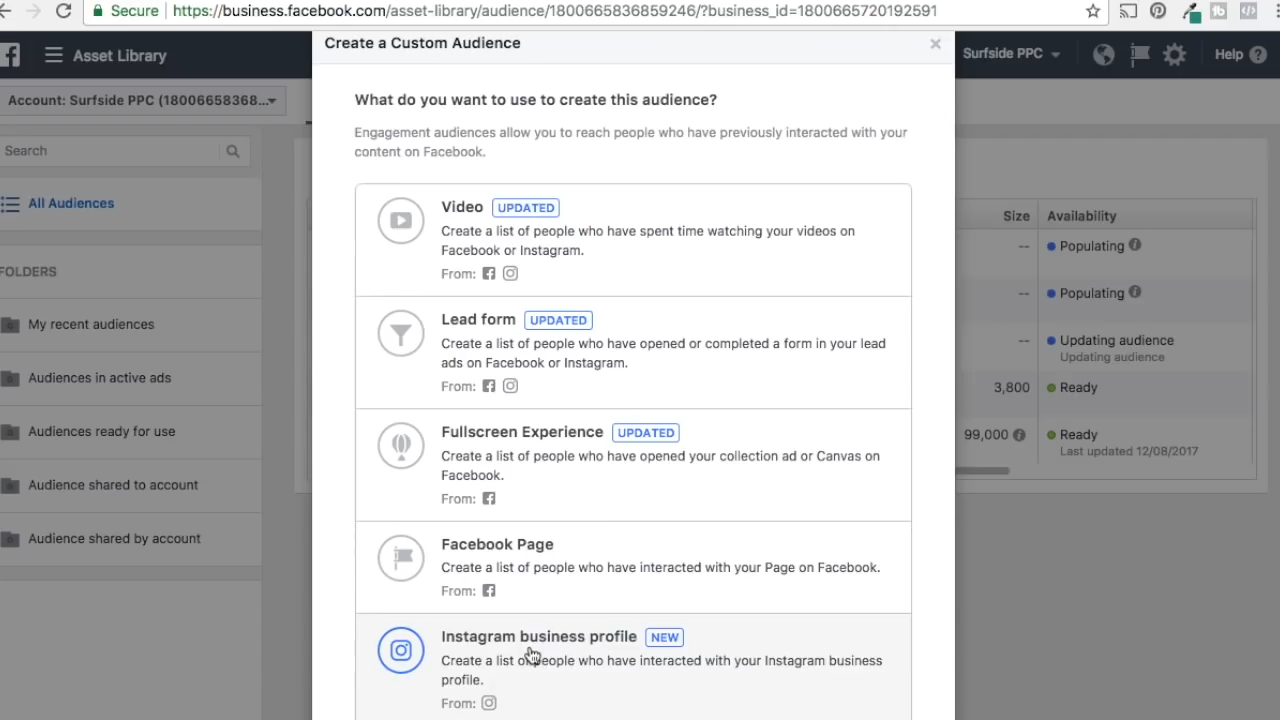 Secure
https://business.facebook.com/asset-library/audience/1800665836859246/?business_id=1800665720192591
Asset Library
Surfside PPC
Help
Account: Surfside PPC (18006658368...
Search
All Audiences
FOLDERS
My recent audiences
Audiences in active ads
Audiences ready for use
Audience shared to account
Audience shared by account
Create a Custom Audience
What do you want to use to create this audience?
Engagement audiences allow you to reach people who have previously interacted with your
content on Facebook.
Video UPDATED
Create a list of people who have spent time watching your videos on
Facebook or Instagram.
From:
Lead form UPDATED
Create a list of people who have opened or completed a form in your lead
ads on Facebook or Instagram.
From:
Fullscreen Experience UPDATED
Create a list of people who have opened your collection ad or Canvas on
Facebook.
From:
Facebook Page
Create a list of people who have interacted with your Page on Facebook.
From:
Instagram business profile NEW
Create a list of people who have interacted with your Instagram business
profile.
From:
Size Availability
-- Populating
-- Populating
-- Updating audience
Updating audience
3,800 Ready
99,000 Ready
Last updated 12/08/2017